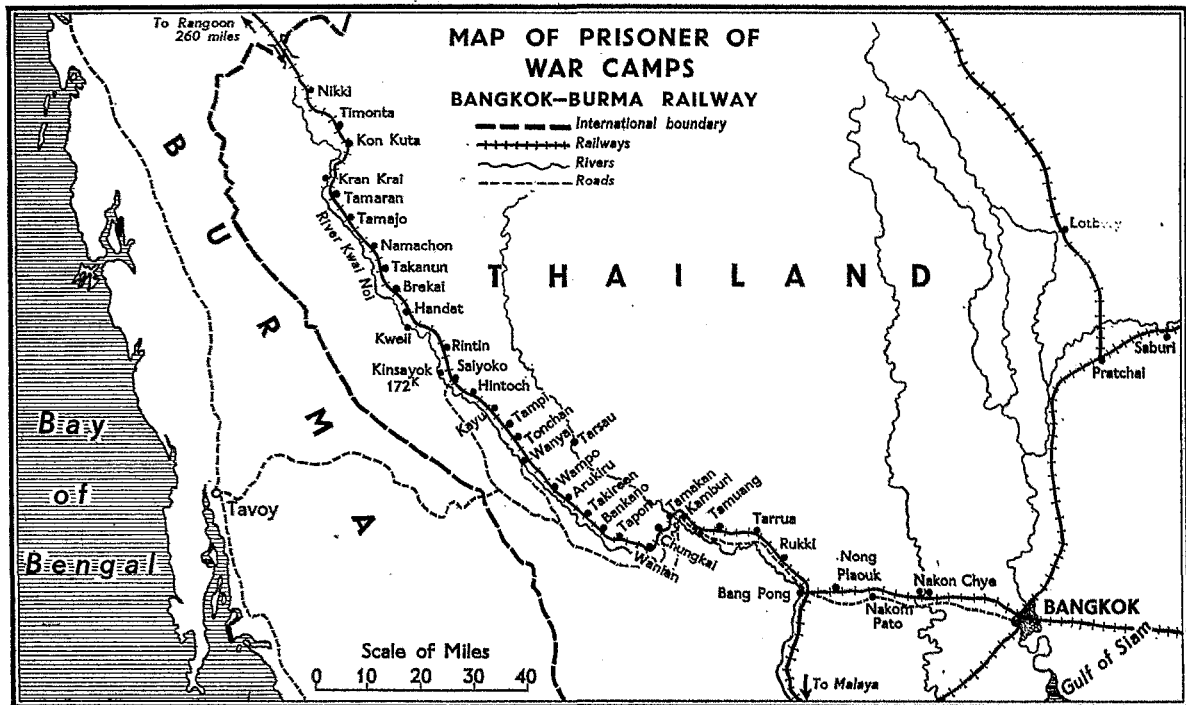 To Rangoon
260 miles
MAP OF PRISONER OF
WAR CAMPS
BANGKOK–BURMA RAILWAY
International boundary
Railways
Rivers
Roads
Nikki
Timonta
Kon Kuta
Kran Krai
Tamaran
Tamajo
River Kwai Noi
Namachon
Takanun
Brekai
Handat
Kweii
Rintin
Kinsayok
172K
Saiyoko
Hintoch
Kayu
Tampi
Tonchan
Wanyai
Tarsau
Wampo
Arukiru
Takireen
Bankano
Tapon
Wanlan
Chungkai
Tamakan
Kamburi
Tamuang
Tarrua
Rukki
Bang Pong
Nong
Plaouk
Nakon Chye
Nakom
Pato
BANGKOK
Gulf of Siam
To Malaya
Pratchai
Saburi
THAILAND
BURMA
Tavoy
Bay
of
Bengal
Scale of Miles
0 10 20 30 40